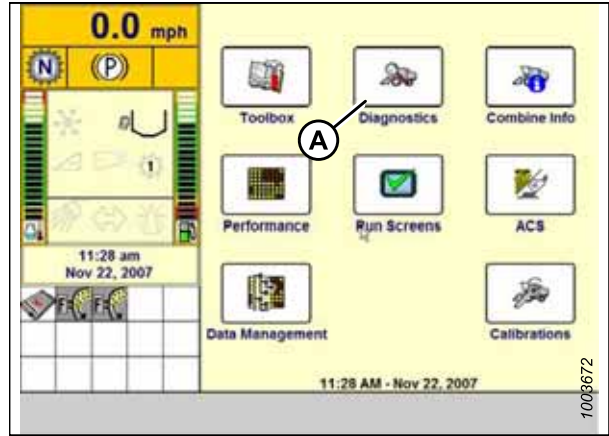 0.0 mph
N (P)
1
11:28 am
Nov 22, 2007
F F
Toolbox
Diagnostics
Combine Info
A
Performance
Run Screens
ACS
Data Management
Calibrations
11:28 AM - Nov 22, 2007
1003672